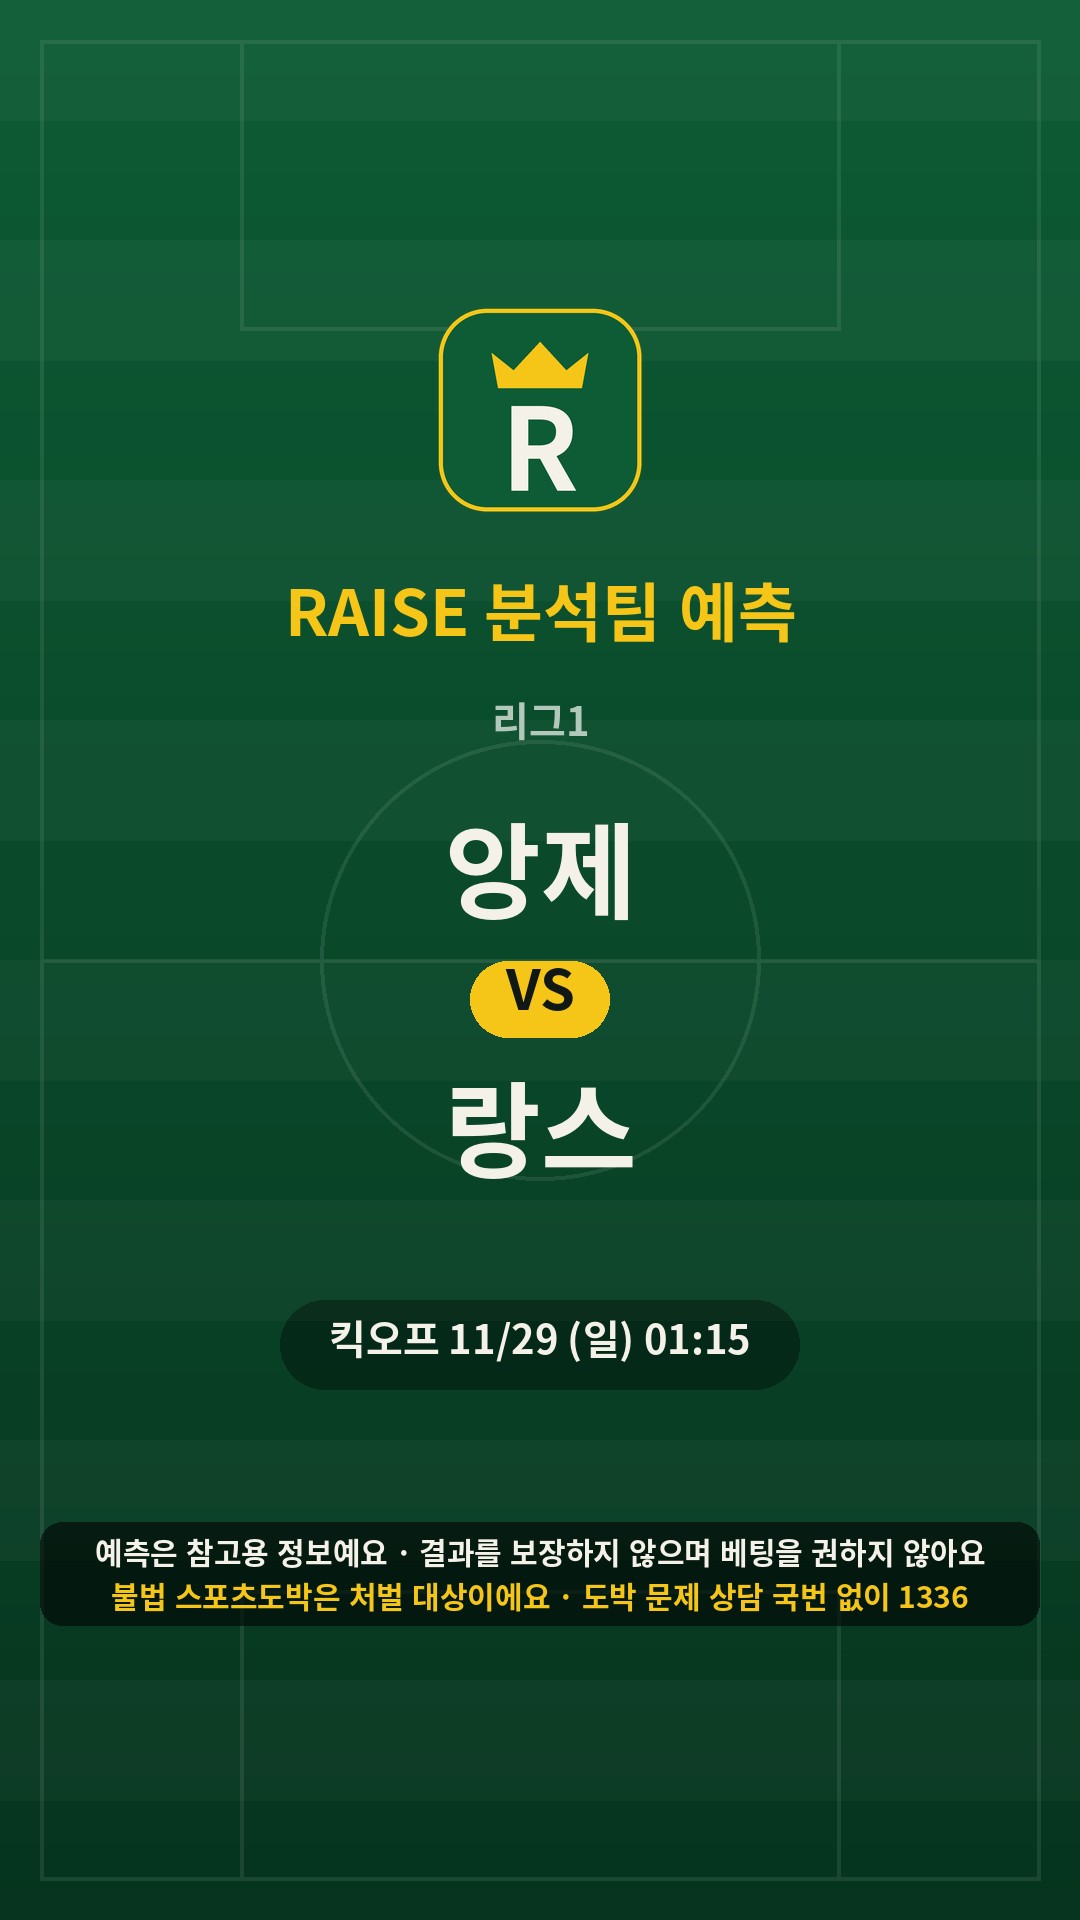 R
RAISE 분석팀 예측
리그1
앙제
VS
랑스
킥오프 11/29 (일) 01:15
예측은 참고용 정보예요 · 결과를 보장하지 않으며 베팅을 권하지 않아요
불법 스포츠도박은 처벌 대상이에요 · 도박 문제 상담 국번 없이 1336